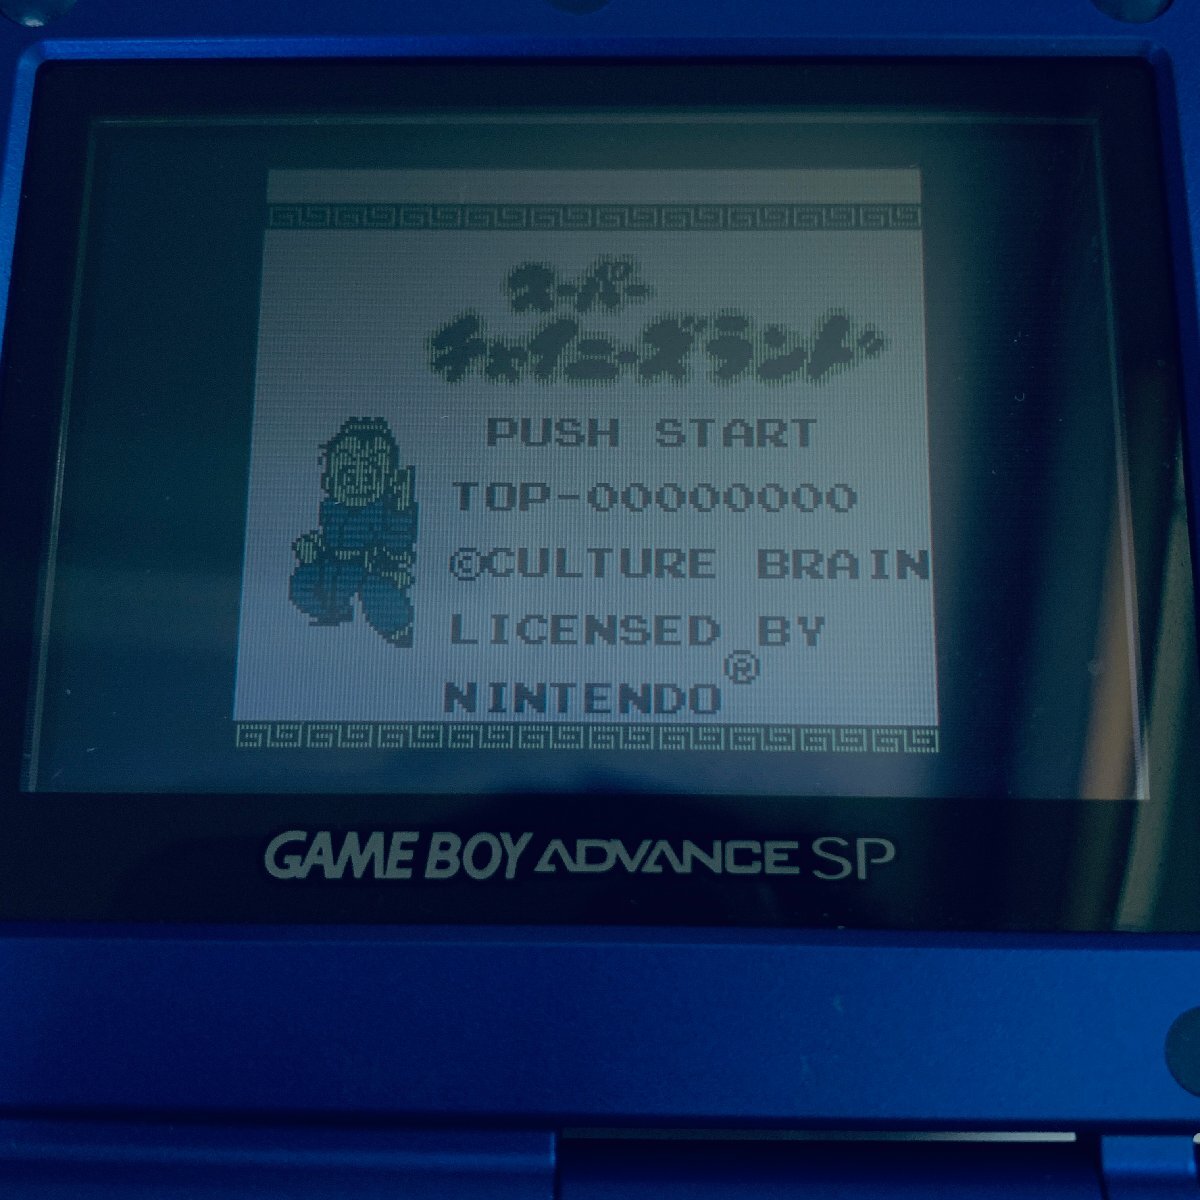 スーパー
チャイニーズランド
PUSH START
TOP-00000000
©CULTURE BRAIN
LICENSED BY
NINTENDO®
GAME BOY ADVANCE SP